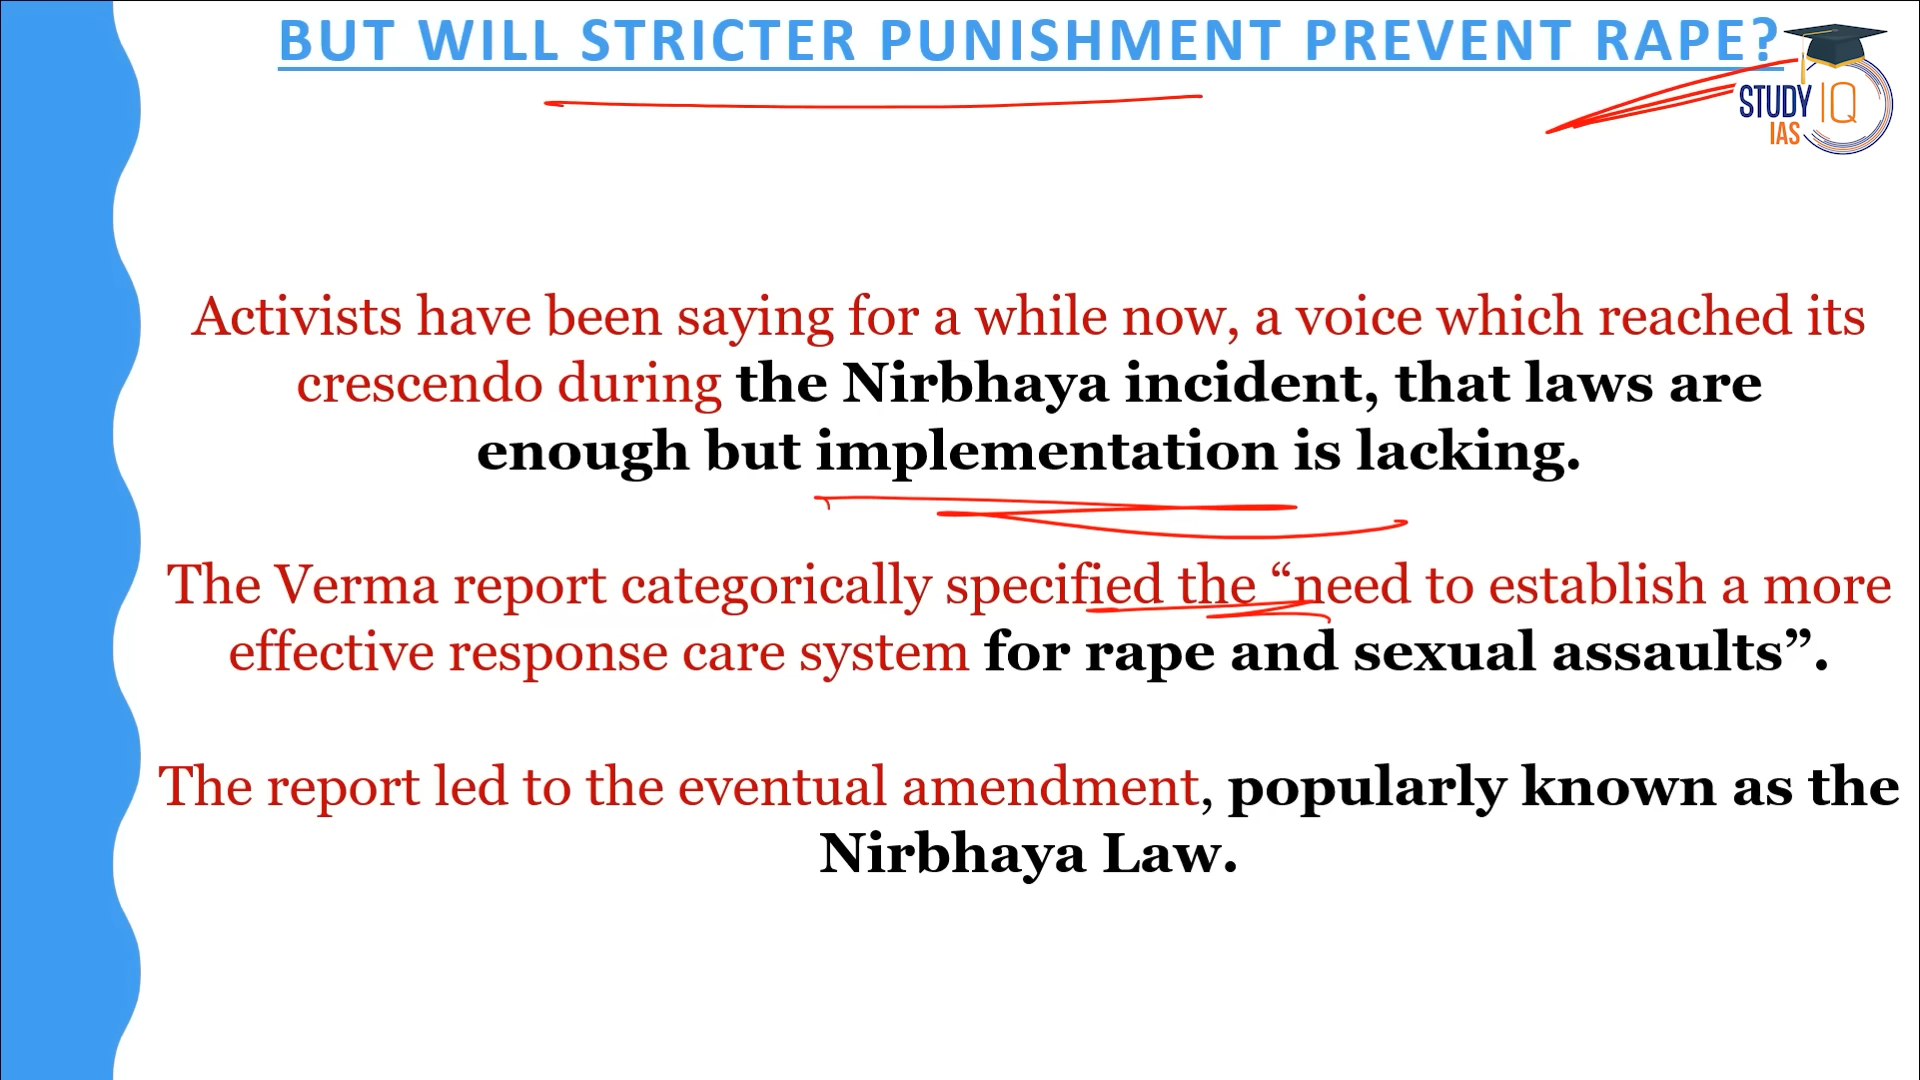 BUT WILL STRICTER PUNISHMENT PREVENT RAPE?
STUDY IQ
IAS
Activists have been saying for a while now, a voice which reached its
crescendo during the Nirbhaya incident, that laws are
enough but implementation is lacking.
The Verma report categorically specified the “need to establish a more
effective response care system for rape and sexual assaults”.
The report led to the eventual amendment, popularly known as the
Nirbhaya Law.